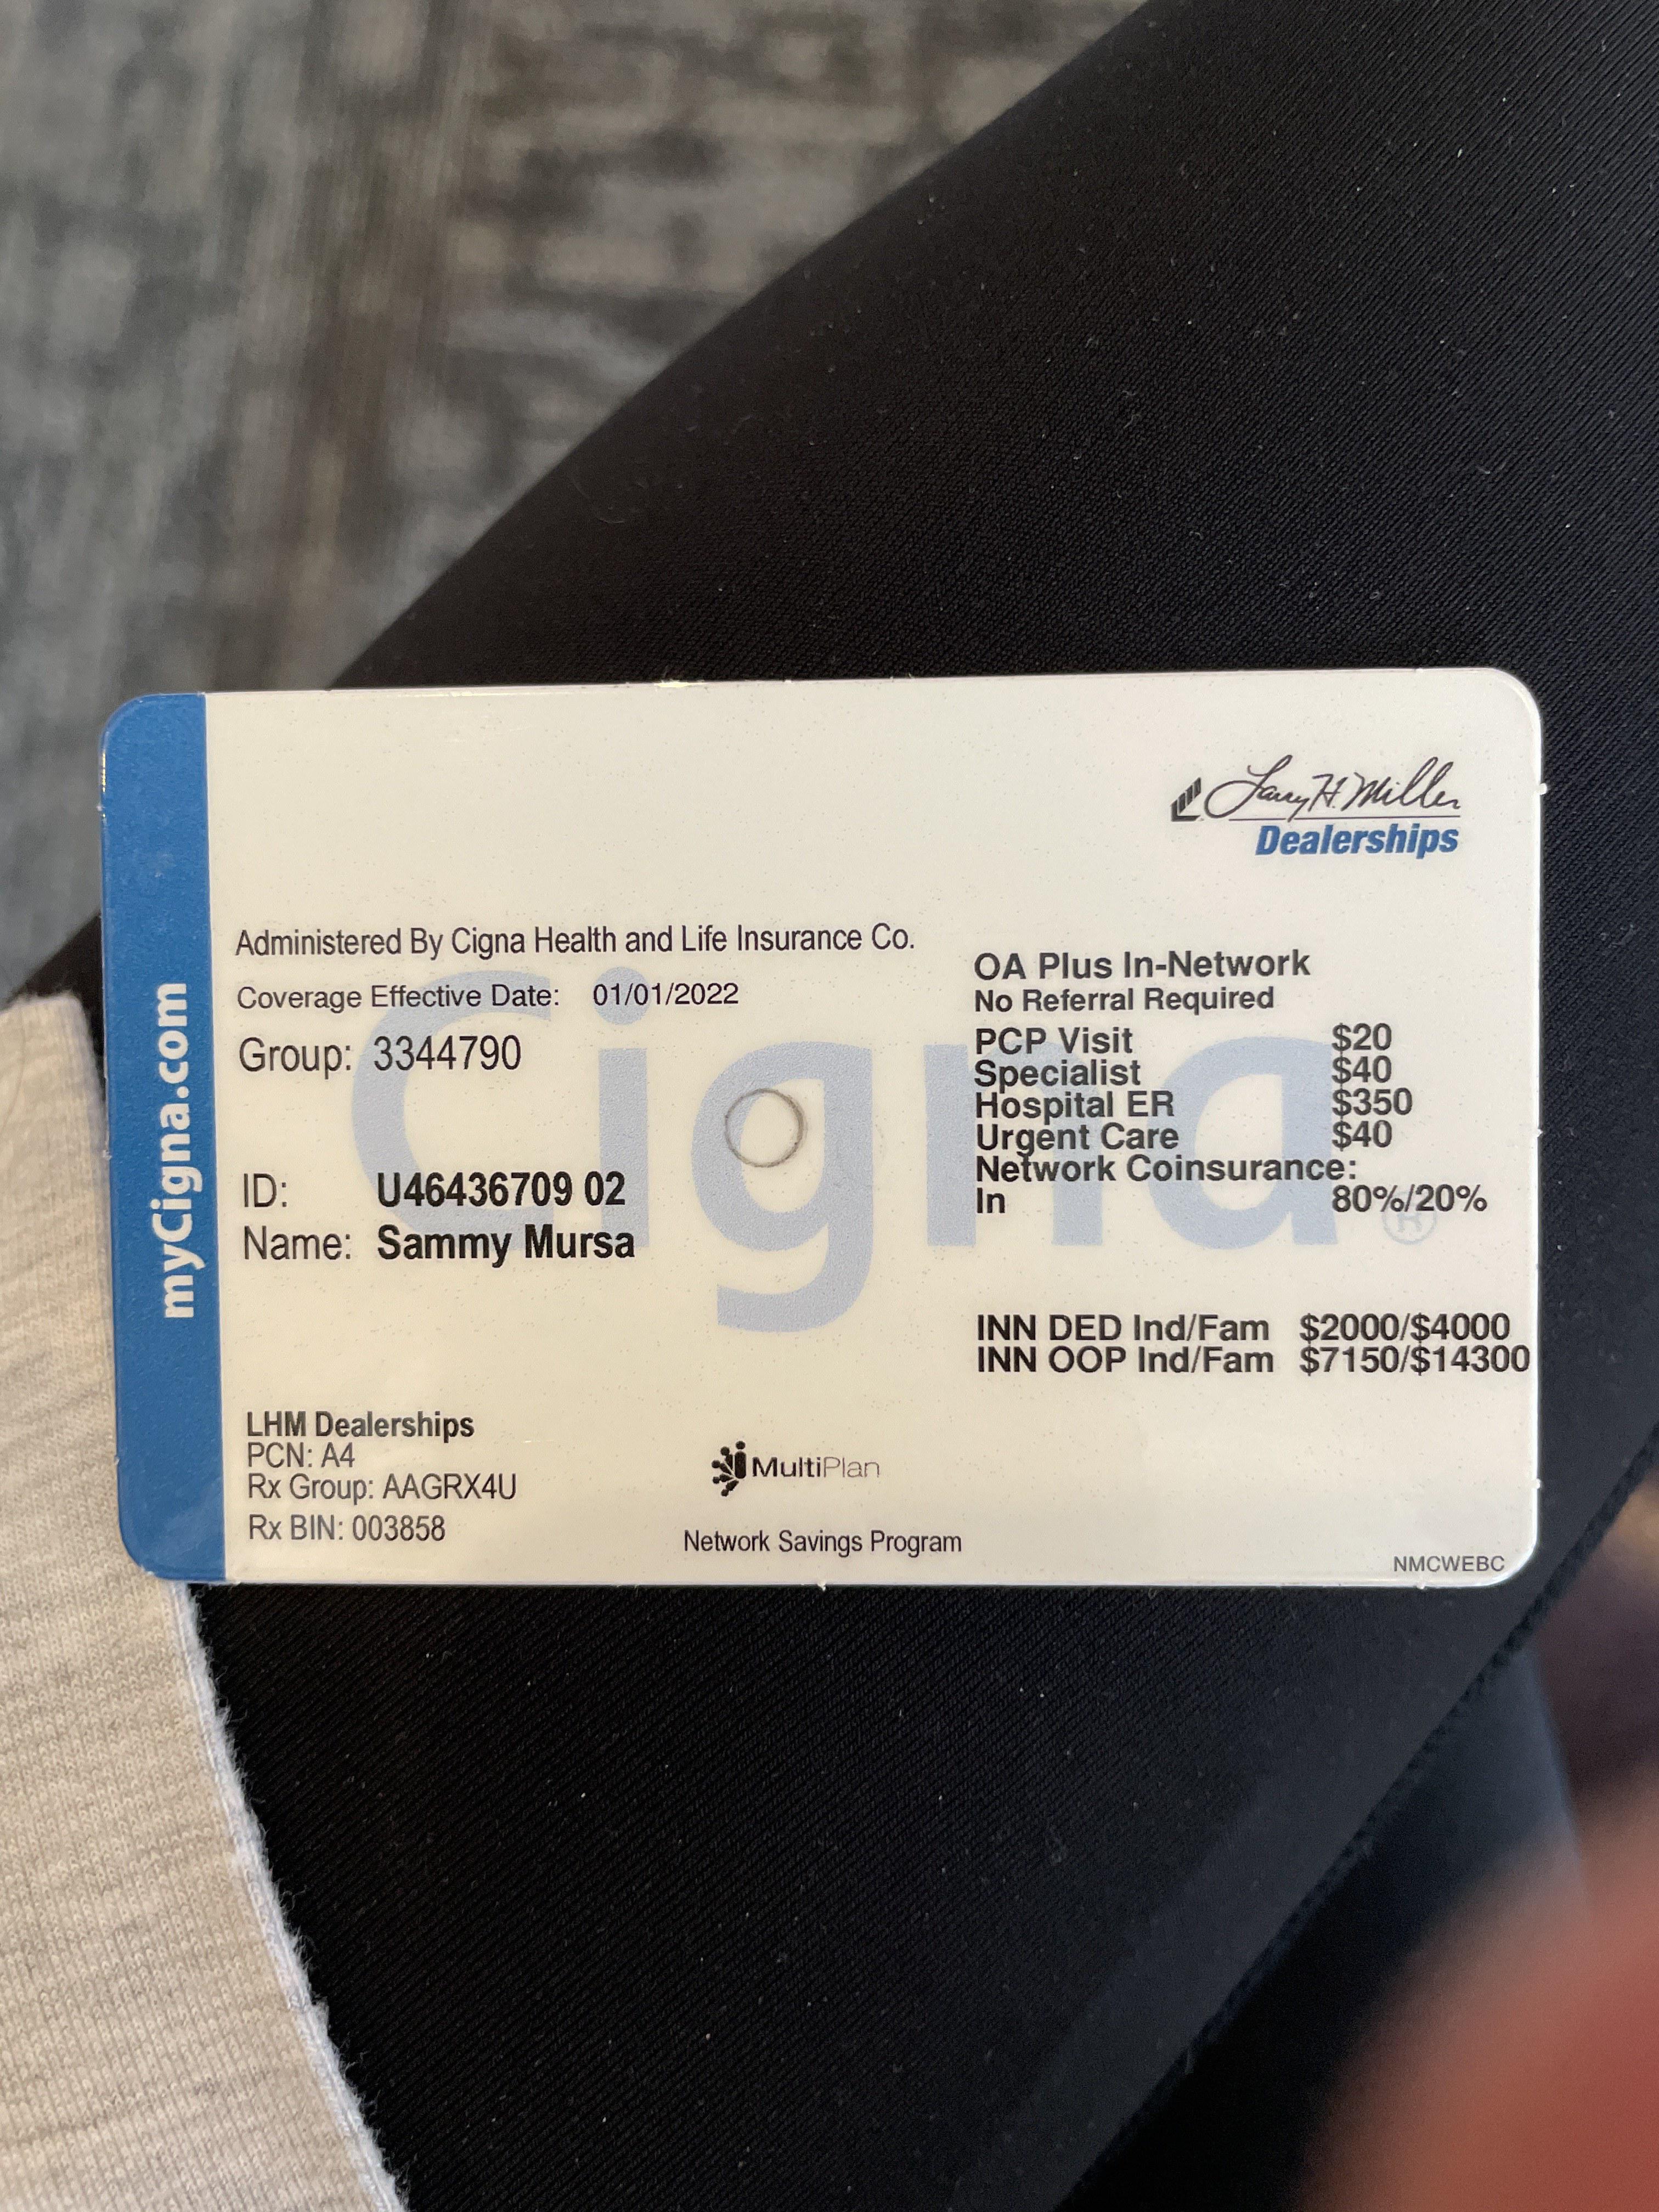 Larry H. Miller
Dealerships
myCigna.com
Cigna®
Administered By Cigna Health and Life Insurance Co.
Coverage Effective Date: 01/01/2022
Group: 3344790
ID: U46436709 02
Name: Sammy Mursa
OA Plus In-Network
No Referral Required
PCP Visit $20
Specialist $40
Hospital ER $350
Urgent Care $40
Network Coinsurance:
In 80%/20%
INN DED Ind/Fam $2000/$4000
INN OOP Ind/Fam $7150/$14300
LHM Dealerships
PCN: A4
Rx Group: AAGRX4U
Rx BIN: 003858
MultiPlan
Network Savings Program
NMCWEBC